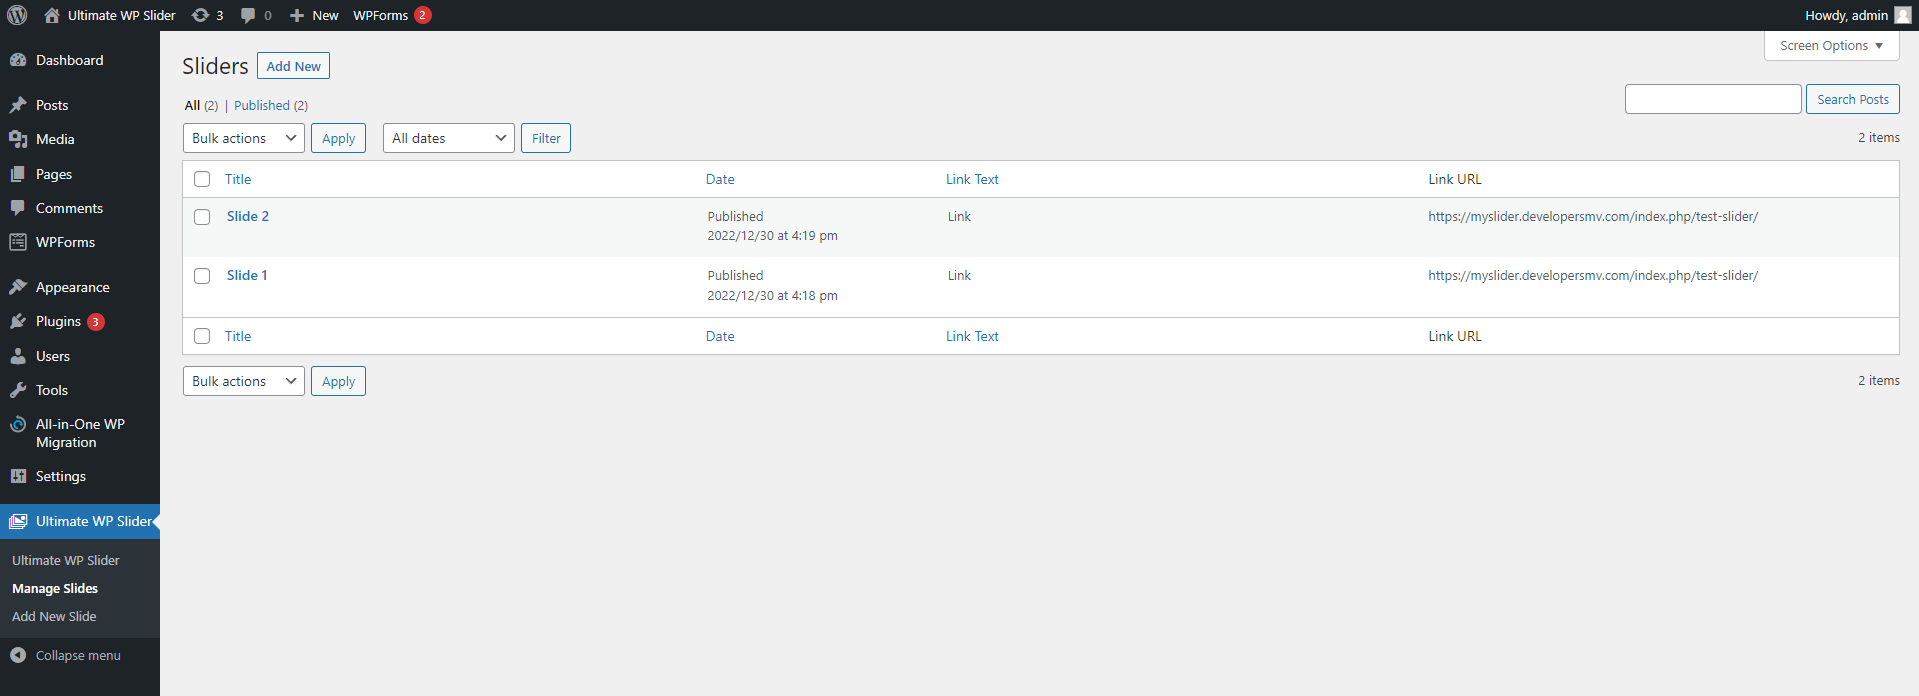 Ultimate WP Slider 3 0 New WPForms 2 Howdy, admin
Screen Options
Dashboard
Posts
Media
Pages
Comments
WPForms
Appearance
Plugins 3
Users
Tools
All-in-One WP
Migration
Settings
Ultimate WP Slider
Ultimate WP Slider
Manage Slides
Add New Slide
Collapse menu
Sliders Add New
All (2) | Published (2)
Search Posts
Bulk actions Apply All dates Filter 2 items
Title Date Link Text Link URL
Slide 2 Published Link https://myslider.developersmv.com/index.php/test-slider/
2022/12/30 at 4:19 pm
Slide 1 Published Link https://myslider.developersmv.com/index.php/test-slider/
2022/12/30 at 4:18 pm
Title Date Link Text Link URL
Bulk actions Apply 2 items